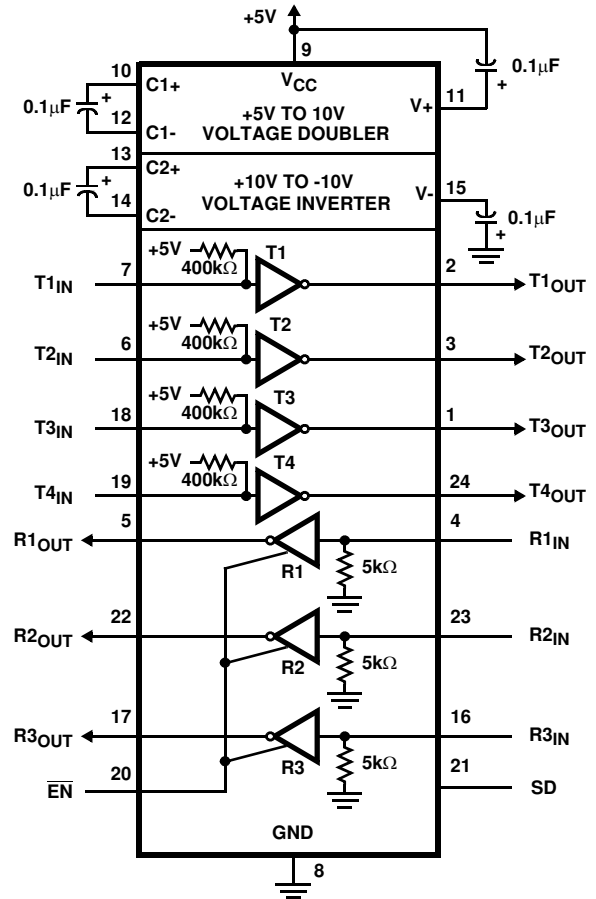 +5V
9
0.1μF
+
10
C1+
VCC
V+
11
0.1μF
+
12
C1-
+5V TO 10V
VOLTAGE DOUBLER
13
C2+
0.1μF
+
14
C2-
+10V TO -10V
VOLTAGE INVERTER
V-
15
0.1μF
+
+5V
400kΩ
T1
T1IN
7
2
T1OUT
+5V
400kΩ
T2
T2IN
6
3
T2OUT
+5V
400kΩ
T3
T3IN
18
1
T3OUT
+5V
400kΩ
T4
T4IN
19
24
T4OUT
R1OUT
5
4
R1IN
R1
5kΩ
R2OUT
22
23
R2IN
R2
5kΩ
R3OUT
17
16
R3IN
R3
5kΩ
EN
20
21
SD
GND
8